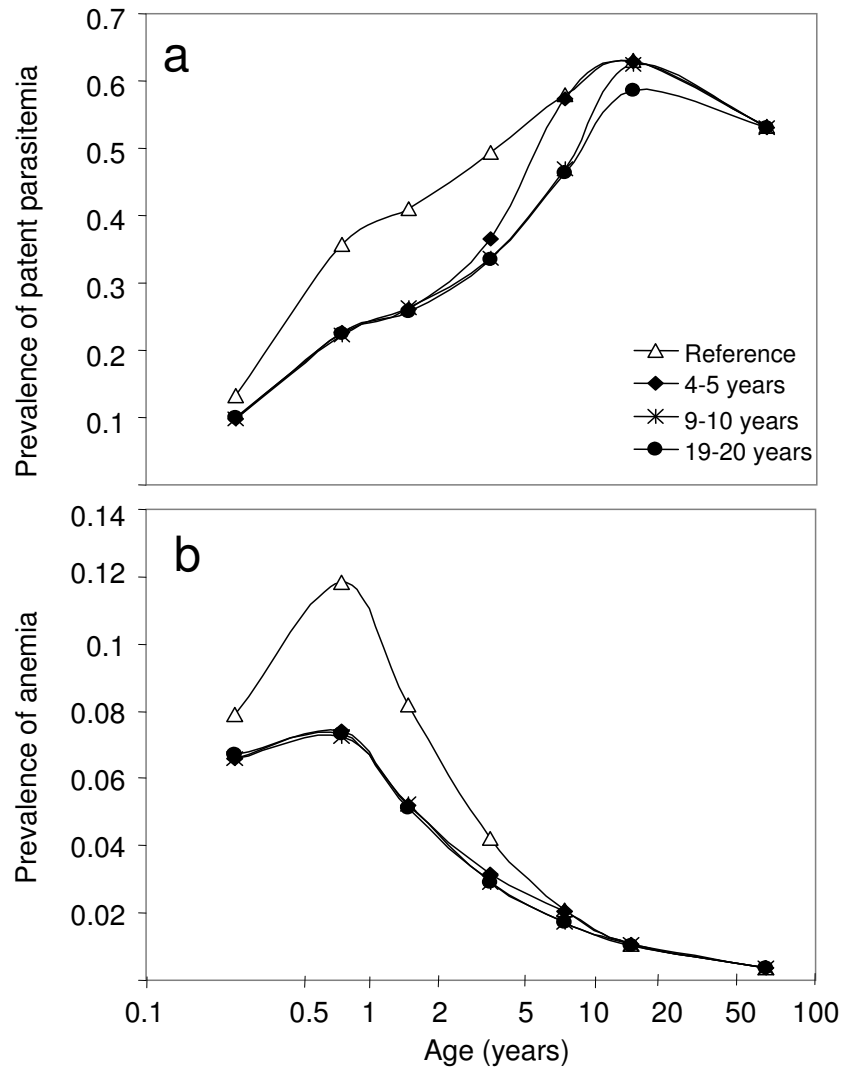 0.7
a
0.6
0.5
0.4
0.3
0.2
0.1
Prevalence of patent parasitemia
Reference
4-5 years
9-10 years
19-20 years
0.14
b
0.12
0.1
0.08
0.06
0.04
0.02
Prevalence of anemia
0.1 0.5 1 2 5 10 20 50 100
Age (years)